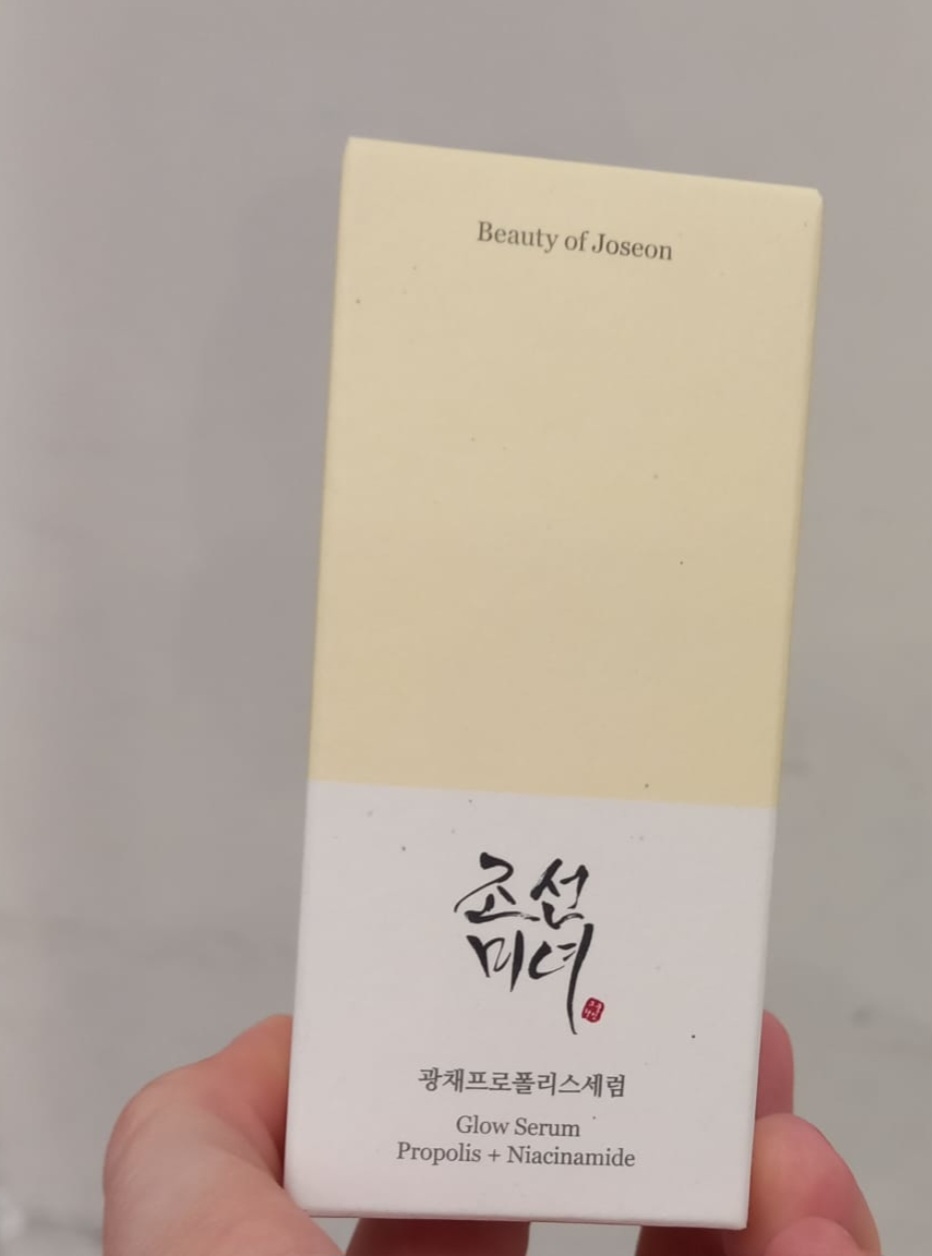 Beauty of Joseon
조선
미녀
광채프로폴리스세럼
Glow Serum
Propolis + Niacinamide